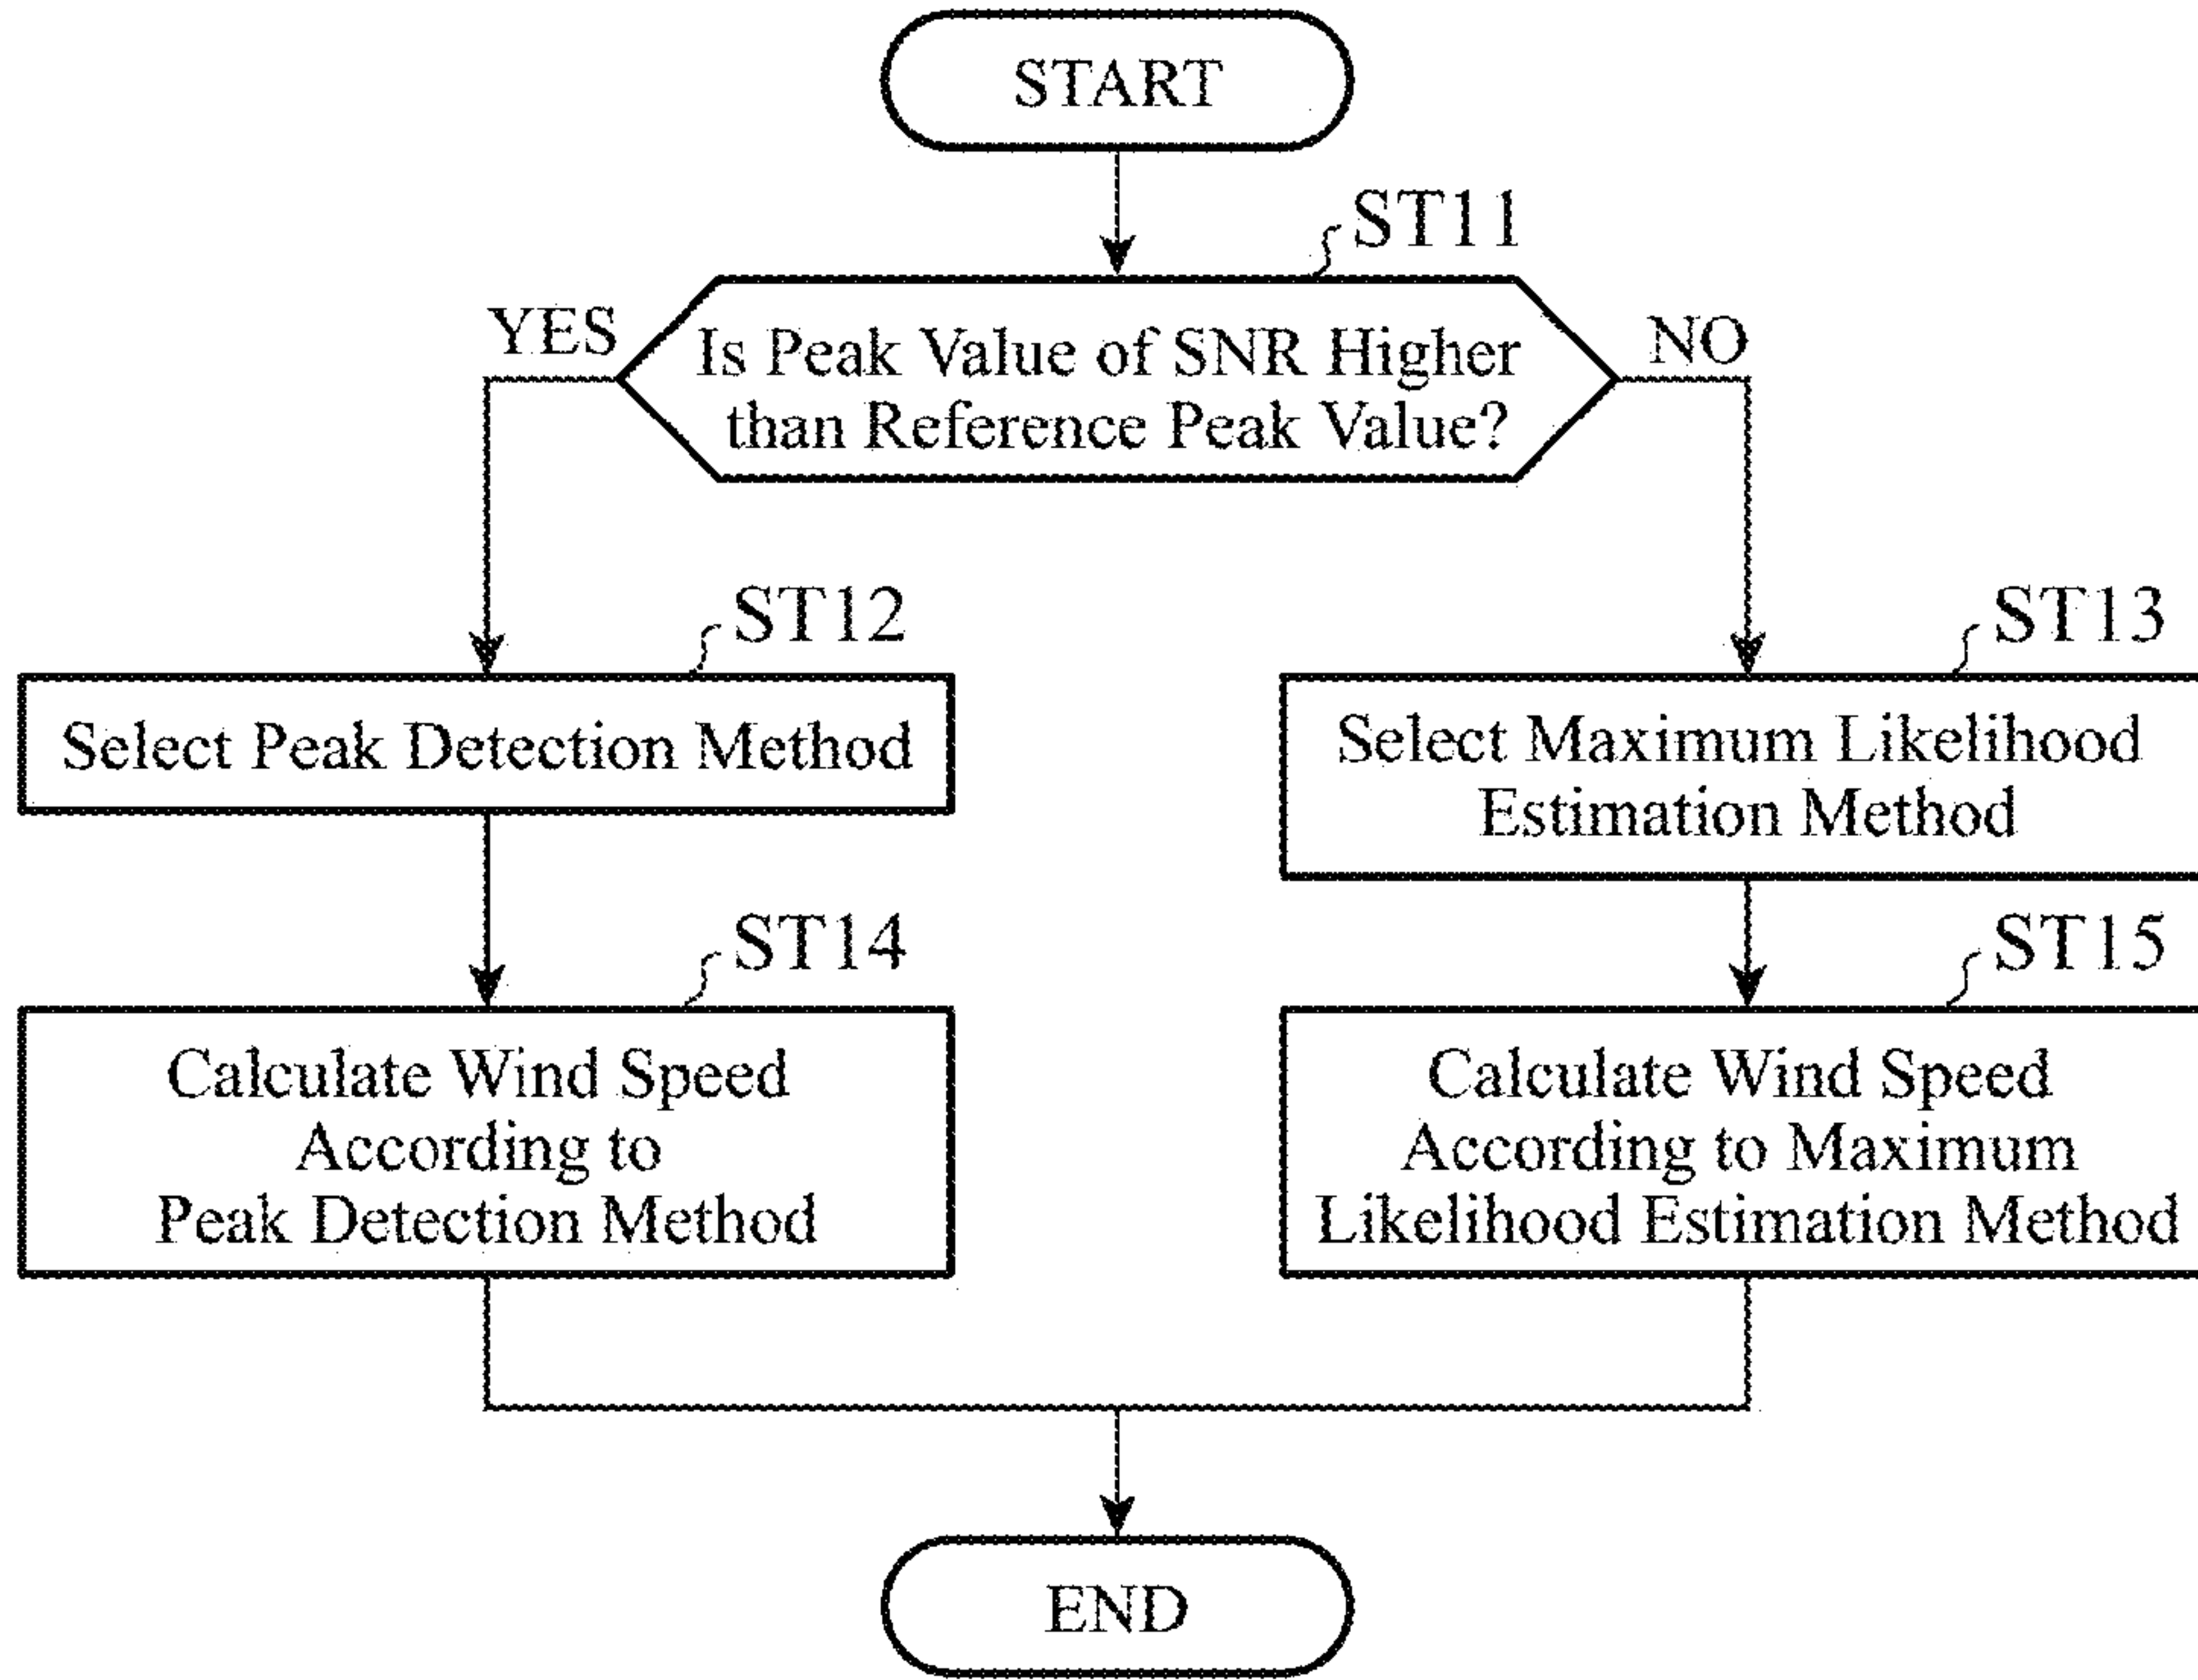 START
ST11
YES
Is Peak Value of SNR Higher
than Reference Peak Value?
NO
ST12
Select Peak Detection Method
ST13
Select Maximum Likelihood
Estimation Method
ST14
Calculate Wind Speed
According to
Peak Detection Method
ST15
Calculate Wind Speed
According to Maximum
Likelihood Estimation Method
END